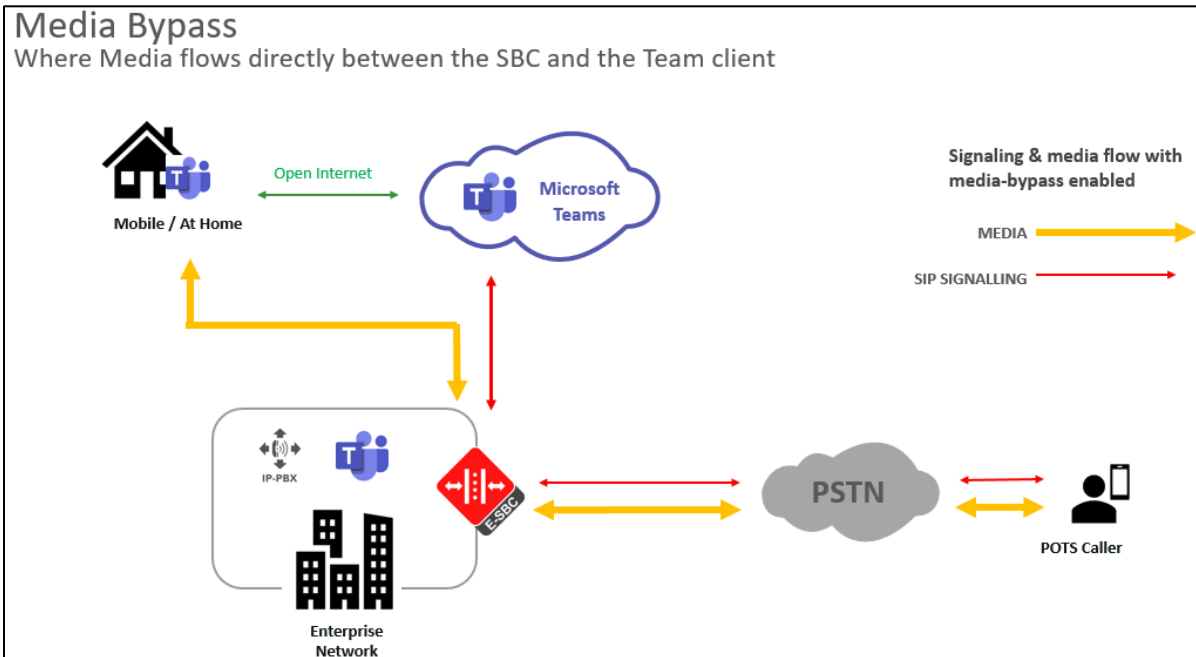 Media Bypass
Where Media flows directly between the SBC and the Team client
Open Internet
T
T
Microsoft
Teams
Mobile / At Home
Signaling & media flow with
media-bypass enabled
MEDIA
SIP SIGNALLING
IP-PBX
T
E-SBC
PSTN
POTS Caller
Enterprise
Network